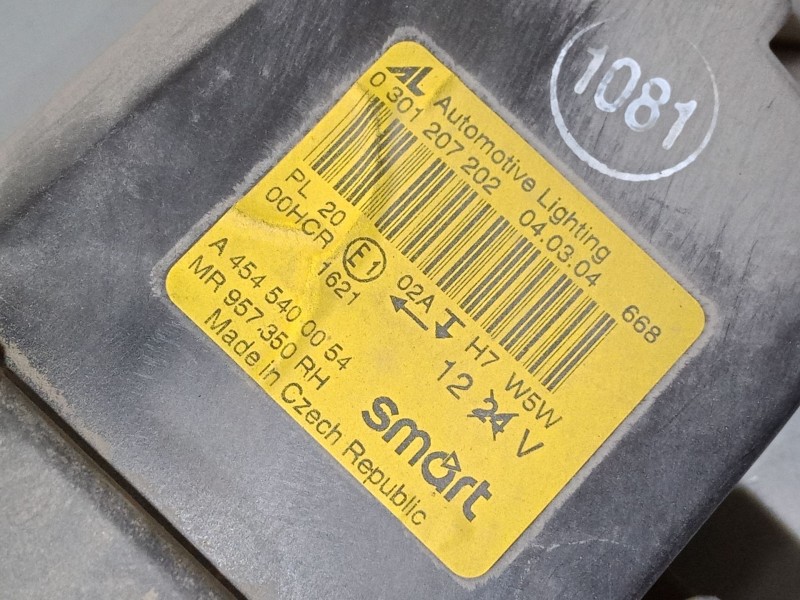 1081
AL Automotive Lighting
0 301 207 202 04.03.04 668
PL 20
00HCR E1 02A H7 W5W
1621
12 24 V
A 454 540 00 54
MR 957.350 RH
Made in Czech Republic
smart